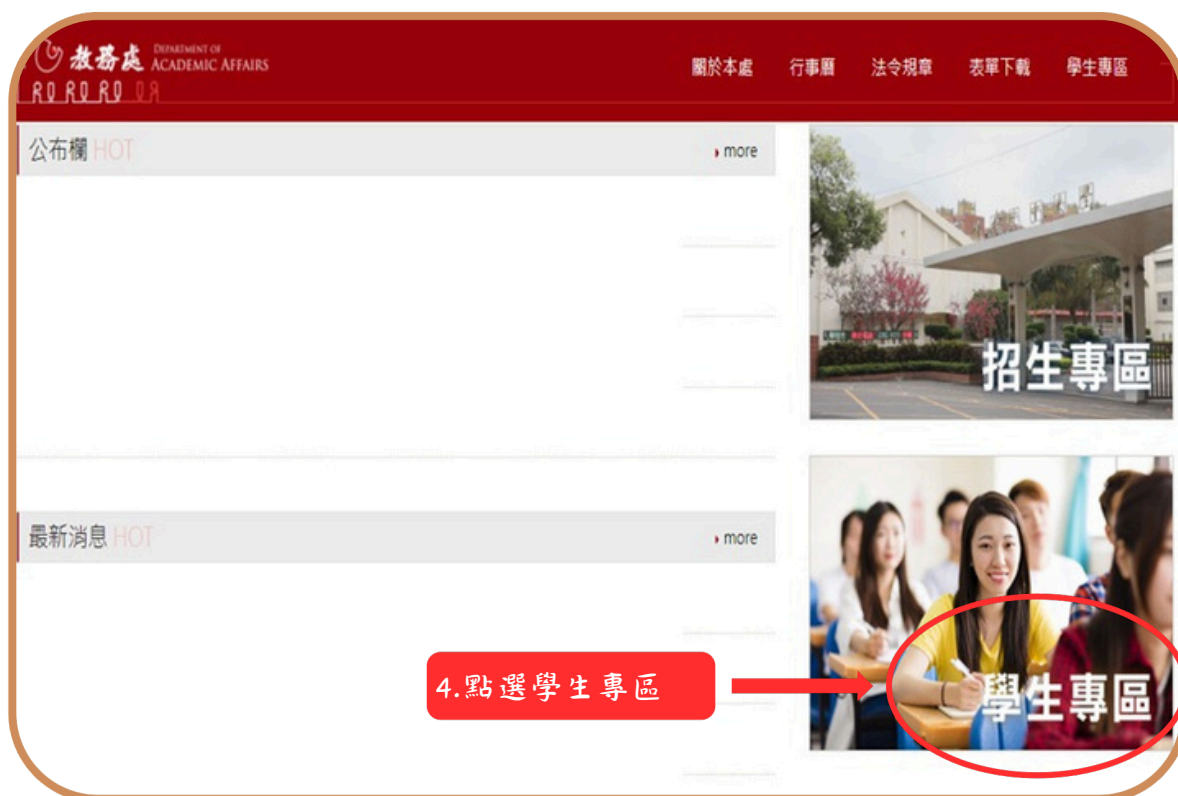 教務處 DEPARTMENT OF
ACADEMIC AFFAIRS
關於本處 行事曆 法令規章 表單下載 學生專區
公布欄 HOT
more
招生專區
最新消息 HOT
more
4.點選學生專區
學生專區